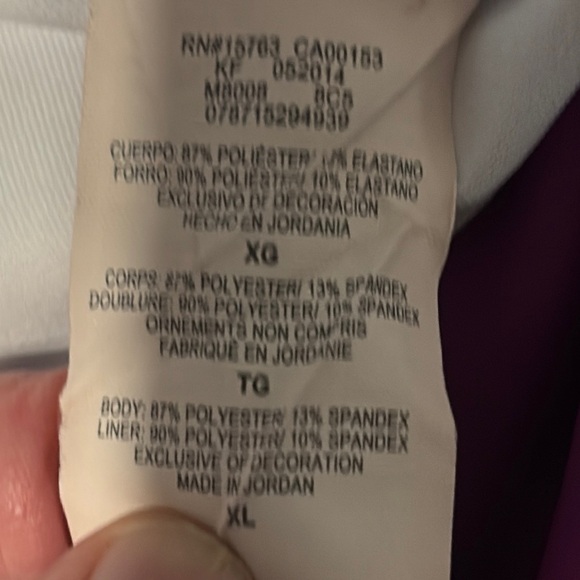 RN#15763 CA00153
KF 052014
M8008 8C5
078715294939
CUERPO: 87% POLIÉSTER/ 13% ELASTANO
FORRO: 90% POLIÉSTER/ 10% ELASTANO
EXCLUSIVO DE DECORACIÓN
HECHO EN JORDANIA
XG
CORPS: 87% POLYESTER/ 13% SPANDEX
DOUBLURE: 90% POLYESTER/ 10% SPANDEX
ORNEMENTS NON COMPRIS
FABRIQUÉ EN JORDANIE
TG
BODY: 87% POLYESTER/ 13% SPANDEX
LINER: 90% POLYESTER/ 10% SPANDEX
EXCLUSIVE OF DECORATION
MADE IN JORDAN
XL